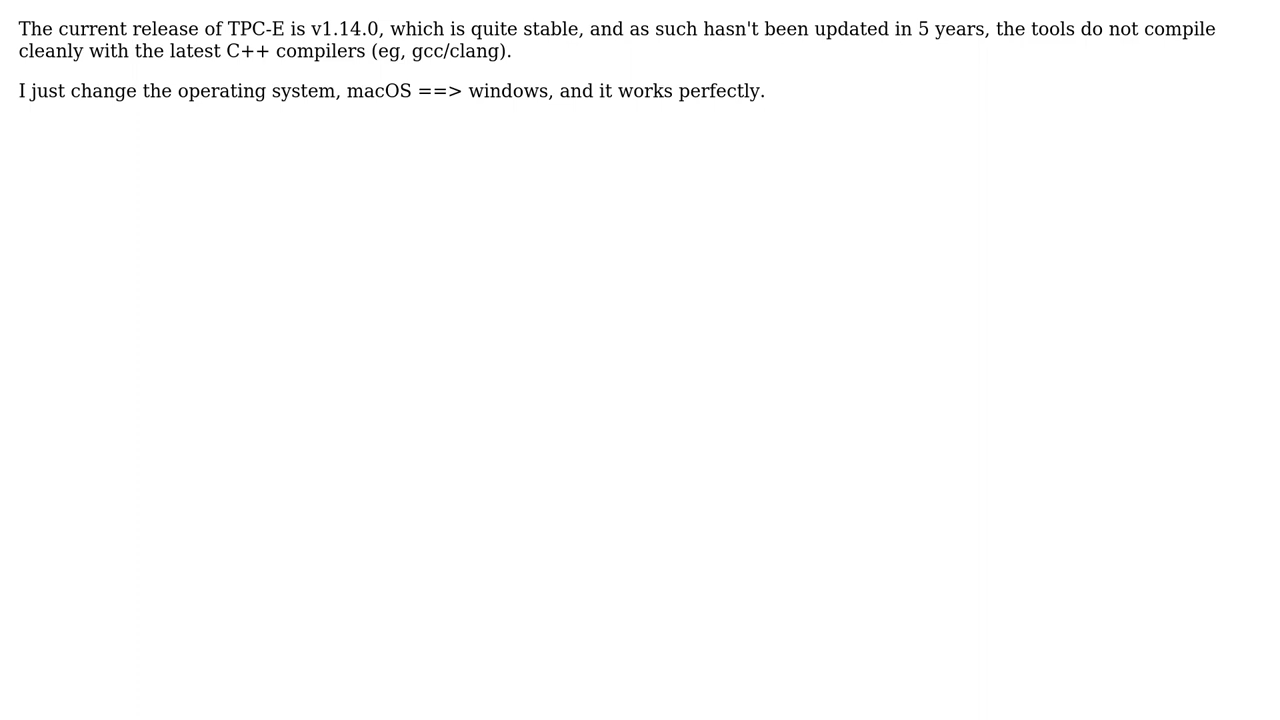 The current release of TPC-E is v1.14.0, which is quite stable, and as such hasn't been updated in 5 years, the tools do not compile
cleanly with the latest C++ compilers (eg, gcc/clang).
I just change the operating system, macOS ==> windows, and it works perfectly.